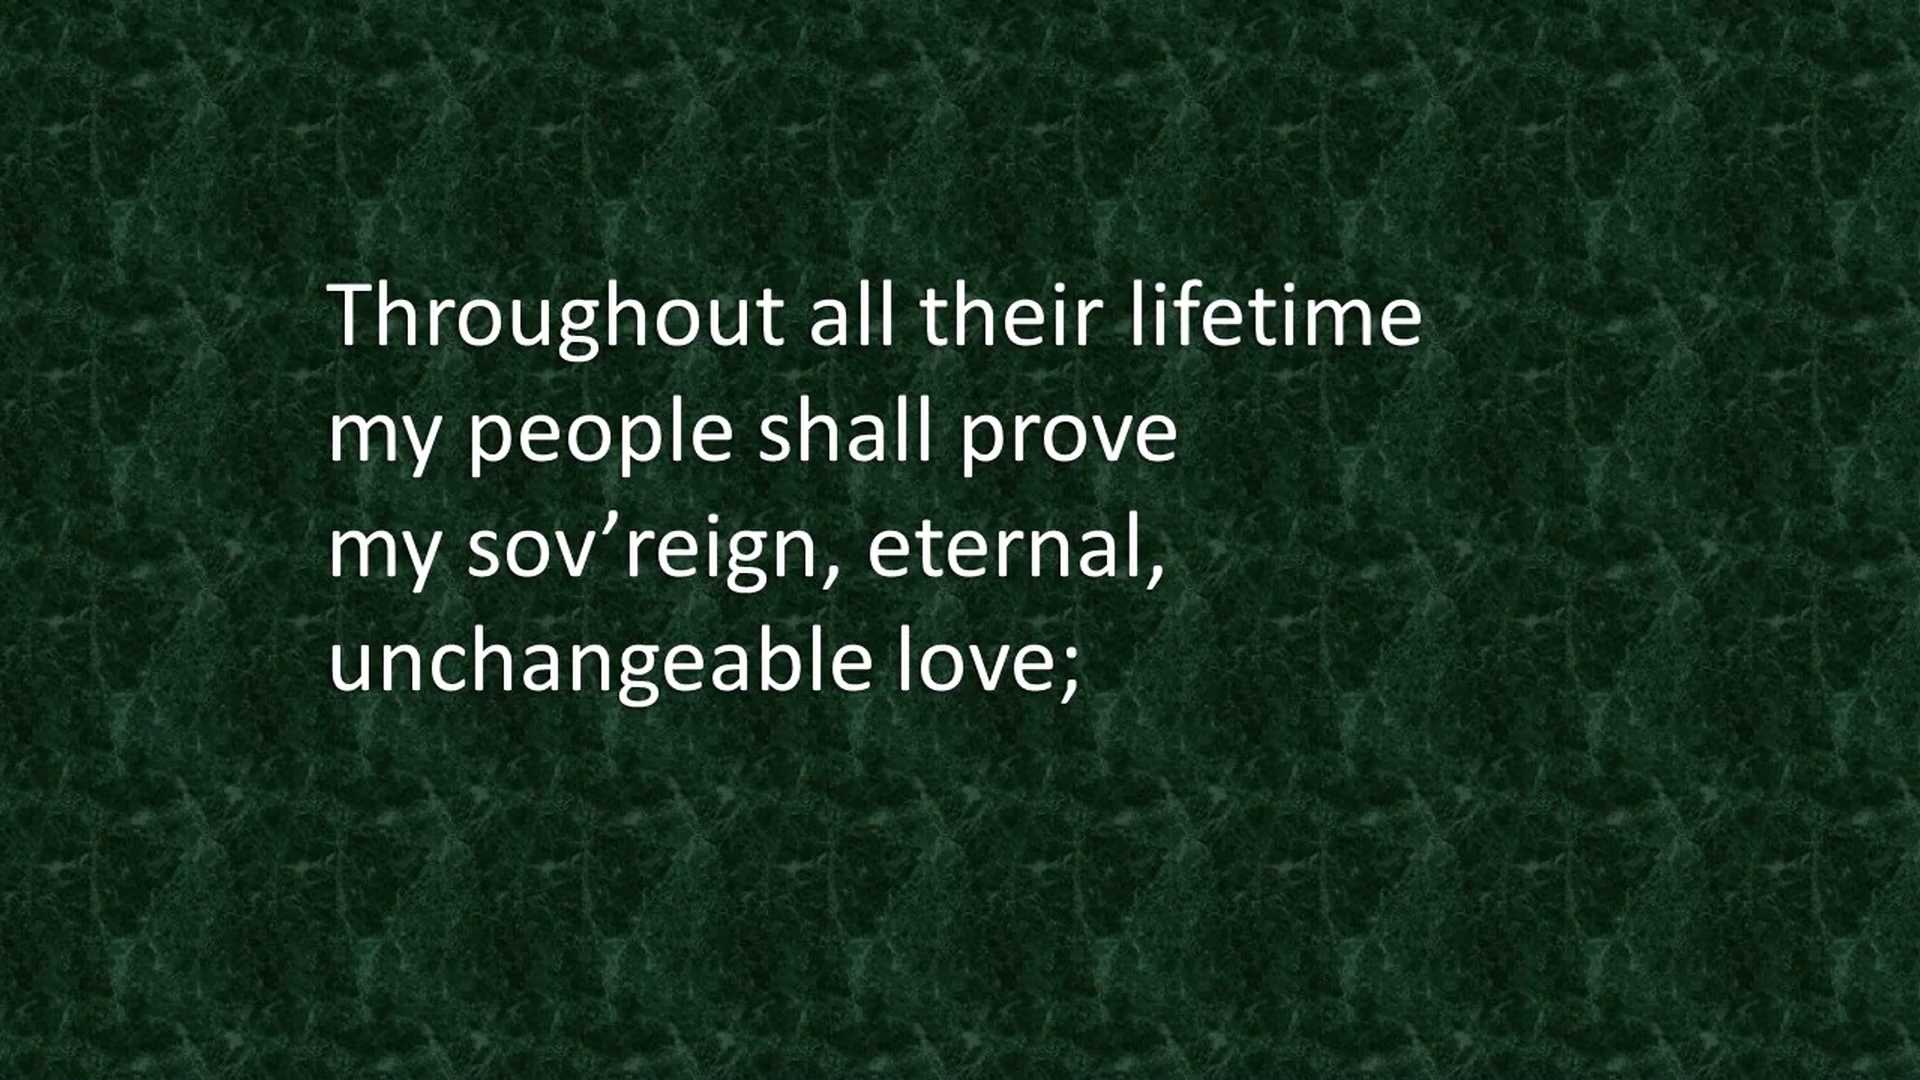 Throughout all their lifetime
my people shall prove
my sov’reign, eternal,
unchangeable love;